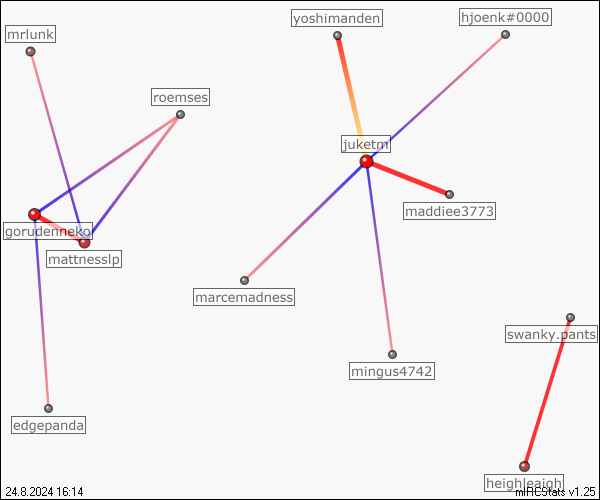 yoshimanden
hjoenk#0000
mrlunk
roemses
juketm
maddiee3773
gorudenneko
mattnesslp
marcemadness
swanky.pants
mingus4742
edgepanda
heighleaigh
24.8.2024 16:14
mIRCStats v1.25